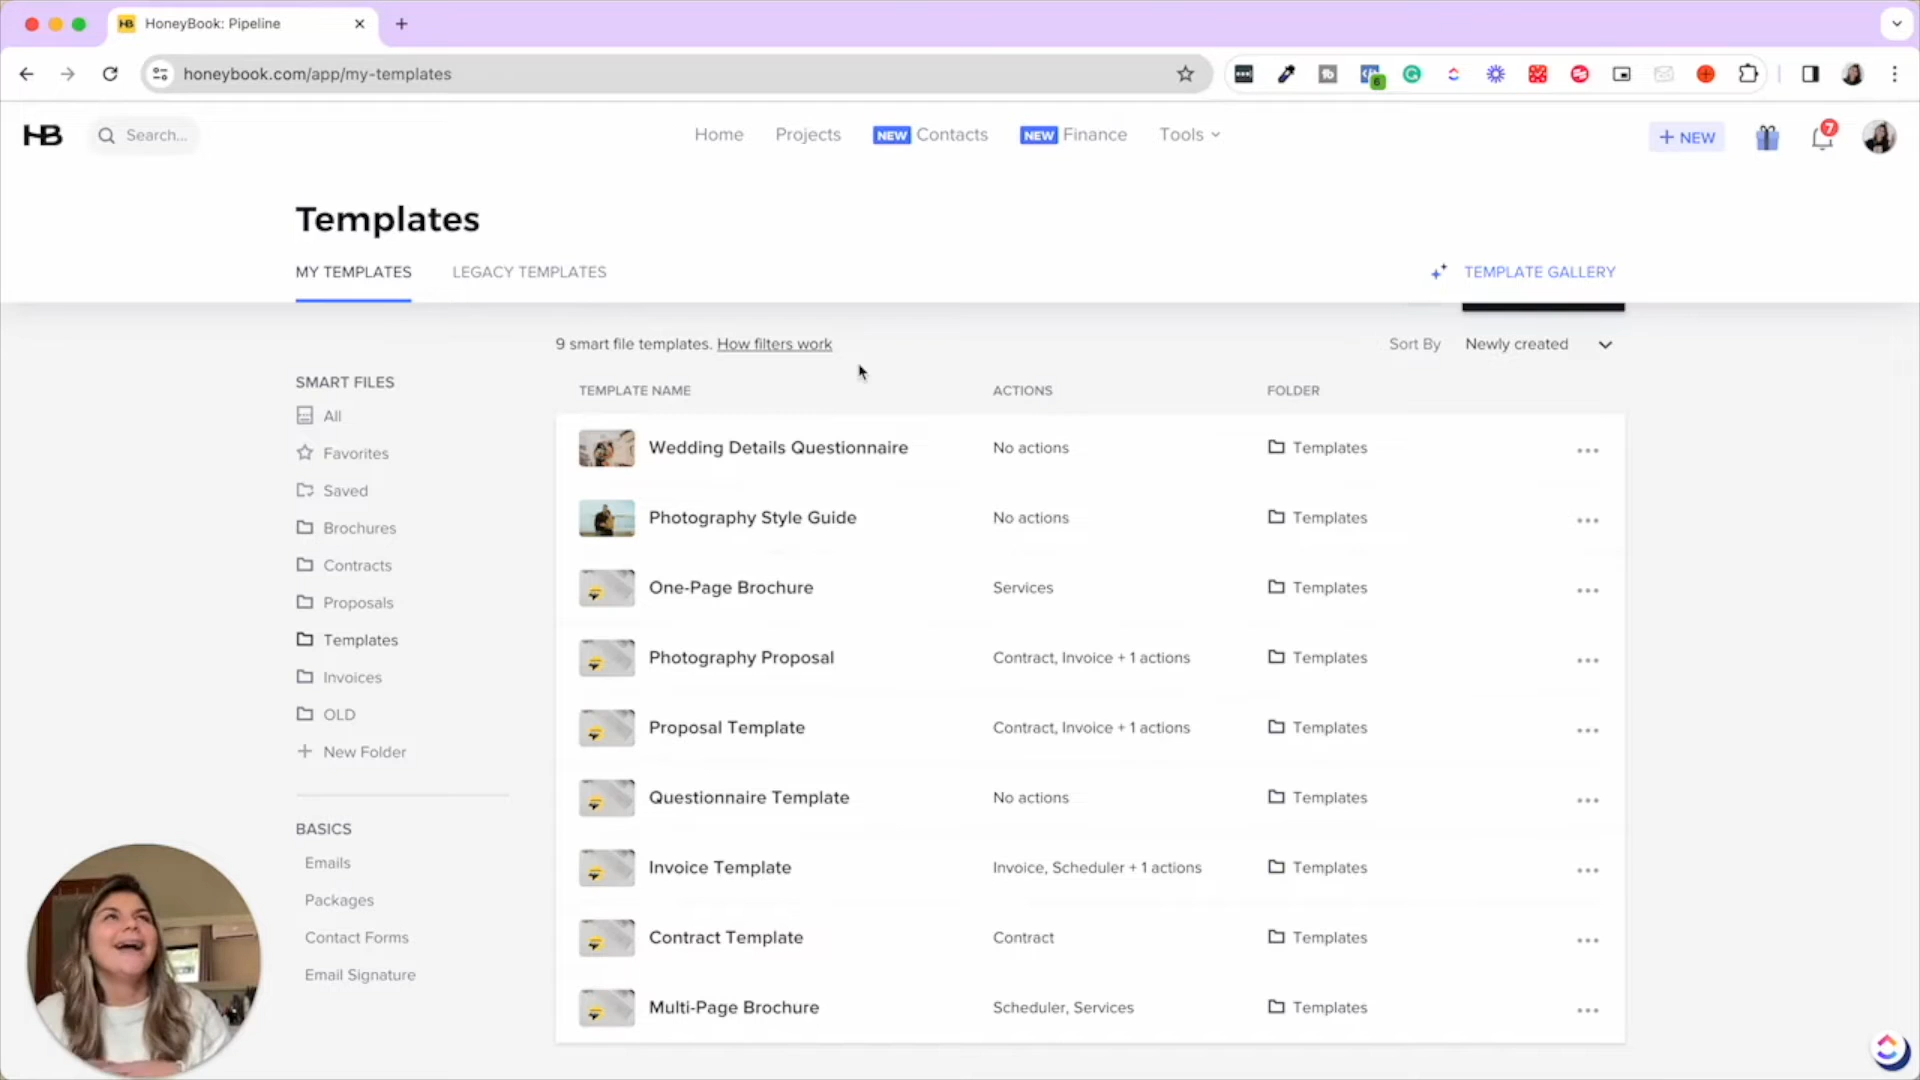 HB HoneyBook: Pipeline
honeybook.com/app/my-templates
6
HB
Search...
Home
Projects
NEW Contacts
NEW Finance
Tools
+ NEW
7
Templates
MY TEMPLATES
LEGACY TEMPLATES
TEMPLATE GALLERY
9 smart file templates. How filters work
Sort By Newly created
SMART FILES
All
Favorites
Saved
Brochures
Contracts
Proposals
Templates
Invoices
OLD
+ New Folder
BASICS
Emails
Packages
Contact Forms
Email Signature
TEMPLATE NAME ACTIONS FOLDER
Wedding Details Questionnaire No actions Templates
Photography Style Guide No actions Templates
One-Page Brochure Services Templates
Photography Proposal Contract, Invoice + 1 actions Templates
Proposal Template Contract, Invoice + 1 actions Templates
Questionnaire Template No actions Templates
Invoice Template Invoice, Scheduler + 1 actions Templates
Contract Template Contract Templates
Multi-Page Brochure Scheduler, Services Templates